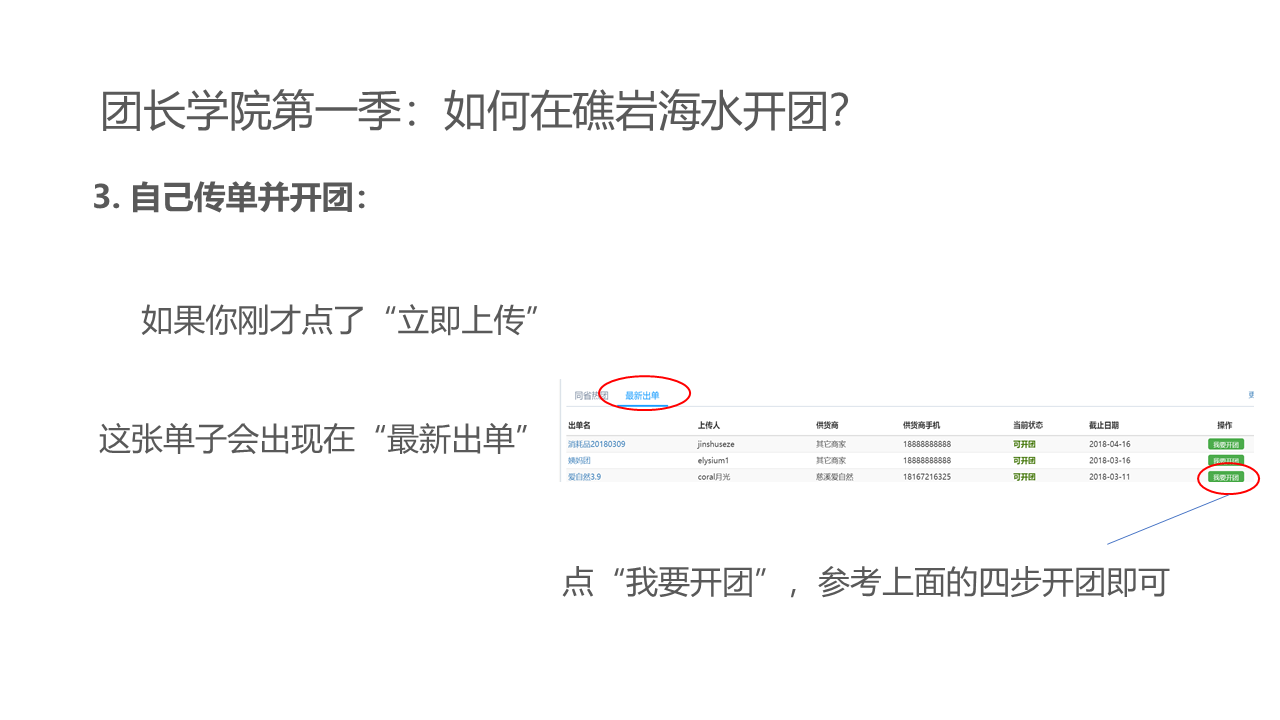 团长学院第一季：如何在礁岩海水开团？
3. 自己传单并开团：
如果你刚才点了“立即上传”
这张单子会出现在“最新出单”
同省热团 最新出单
出单名 上传人 供货商 供货商手机 当前状态 截止日期 操作
消耗品20180309 jinshuseze 其它商家 18888888888 可开团 2018-04-16 我要开团
姨妈团 elysium1 其它商家 18888888888 可开团 2018-03-16 我要开团
爱自然3.9 coral月光 慈溪爱自然 18167216325 可开团 2018-03-11 我要开团
点“我要开团”，参考上面的四步开团即可